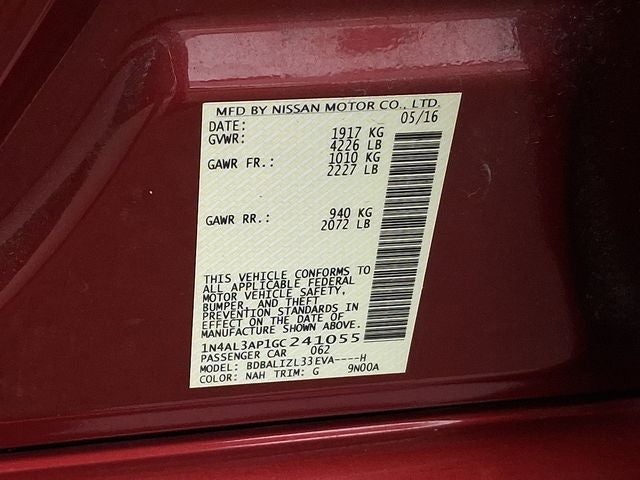 MFD BY NISSAN MOTOR CO., LTD.
DATE: 05/16
GVWR: 1917 KG
4226 LB
GAWR FR.: 1010 KG
2227 LB
GAWR RR.: 940 KG
2072 LB
THIS VEHICLE CONFORMS TO
ALL APPLICABLE FEDERAL
MOTOR VEHICLE SAFETY,
BUMPER, AND THEFT
PREVENTION STANDARDS IN
EFFECT ON THE DATE OF
MANUFACTURE SHOWN ABOVE.
1N4AL3AP1GC241055
PASSENGER CAR 062
MODEL: BDBALIZL33EVA----H
COLOR: NAH TRIM: G 9N00A